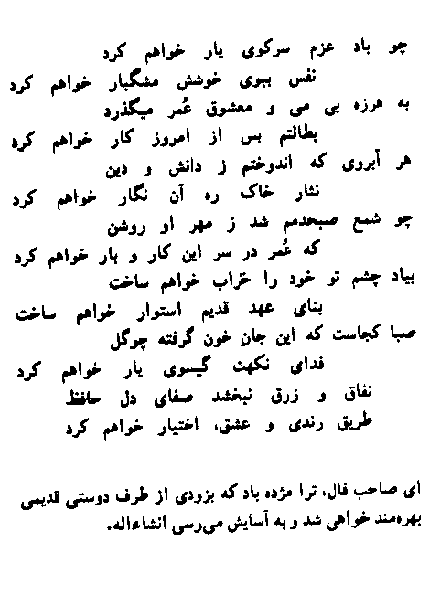 چو باد عزم سرکوی یار خواهم کرد
نفس ببوی خوشش مشگبار خواهم کرد
به هرزه بی می و معشوق عُمر میگذرد
بطالتم بس از امروز کار خواهم کرد
هر آبروی که اندوختم ز دانش و دین
نثار خاک ره آن نگار خواهم کرد
چو شمع صبحدمم شد ز مهر او روشن
که عُمر در سر این کار و بار خواهم کرد
بیاد چشم تو خود را خراب خواهم ساخت
بنای عهد قدیم استوار خواهم ساخت
صبا کجاست که این جان خون گرفته چوگل
فدای نکهت گیسوی یار خواهم کرد
نفاق و زرق نبخشد صفای دل حافظ
طریق رندی و عشق، اختیار خواهم کرد
ای صاحب فال، ترا مژده باد که بزودی از طرف دوستی قدیمی
بهره‌مند خواهی شد و به آسایش می‌رسی انشاءاله.